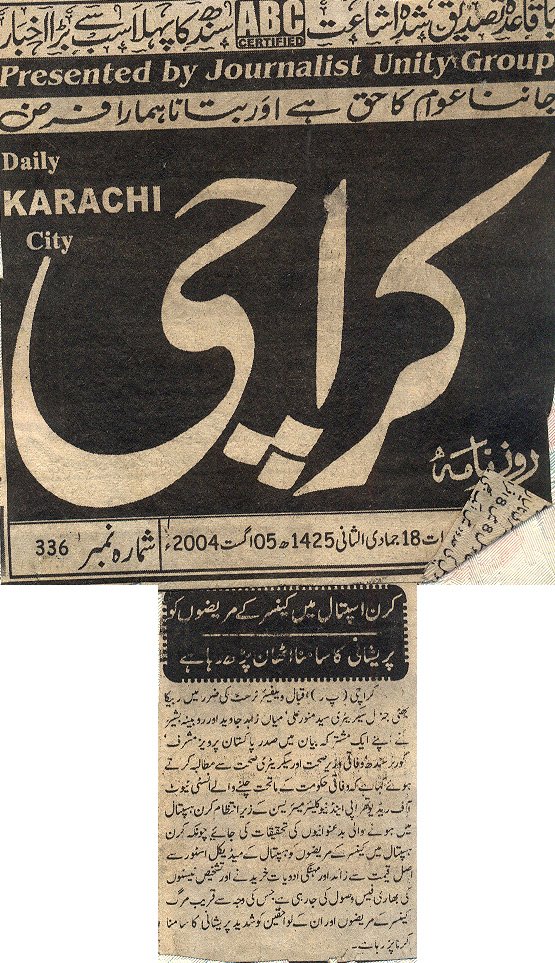 باقاعدہ تصدیق شدہ اشاعت ABC CERTIFIED سندھ کا پہلا سب سے بڑا اخبار
Presented by Journalist Unity Group
جاننا عوام کا حق ہے اور بتانا ہمارا فرض
Daily
KARACHI
City
کراچی
روزنامہ
ات 18 جمادی الثانی 1425ھ 05 اگست 2004ء شمارہ نمبر 336
کرن اسپتال میں کینسر کے مریضوں کو
پریشانی کا سامنا اٹھان پڑھ رہا ہے
کراچی (پ ر) قبال ویلفیئر ٹرسٹ کی صدر میں ربیکا
بھٹی جنرل سیکریٹری سید منور علی میاں زاہد جاوید اور روبینہ بشیر
نے اپنے ایک مشترکہ بیان میں صدر پاکستان پرویز مشرف
گورنر سندھ وفاقی وزیر صحت اور سیکریٹری صحت سے مطالبہ کرتے
ہوئے کہا ہے کہ وفاقی حکومت کے ماتحت چلنے والے انسٹی ٹیوٹ
آف ریڈیو تھراپی اینڈ نیوکلیئر میڈیسن کے زیر انتظام کرن ہسپتال
میں ہونے والی بدعنوانیوں کی تحقیقات کی جائے چونکہ کرن
ہسپتال میں کینسر کے مریضوں کو ہسپتال کے میڈیکل اسٹور سے
اصل قیمت سے زائد اور مہنگی ادویات خریدنے اور تشخیص ٹیسٹوں
کی بھاری فیس وصول کی جارہی ہے جس کی وجہ سے قریب مرگ
کینسر کے مریضوں اور ان کے لواحقین کو شدید پریشانی کا سامنا
کرنا پڑ رہا ہے۔